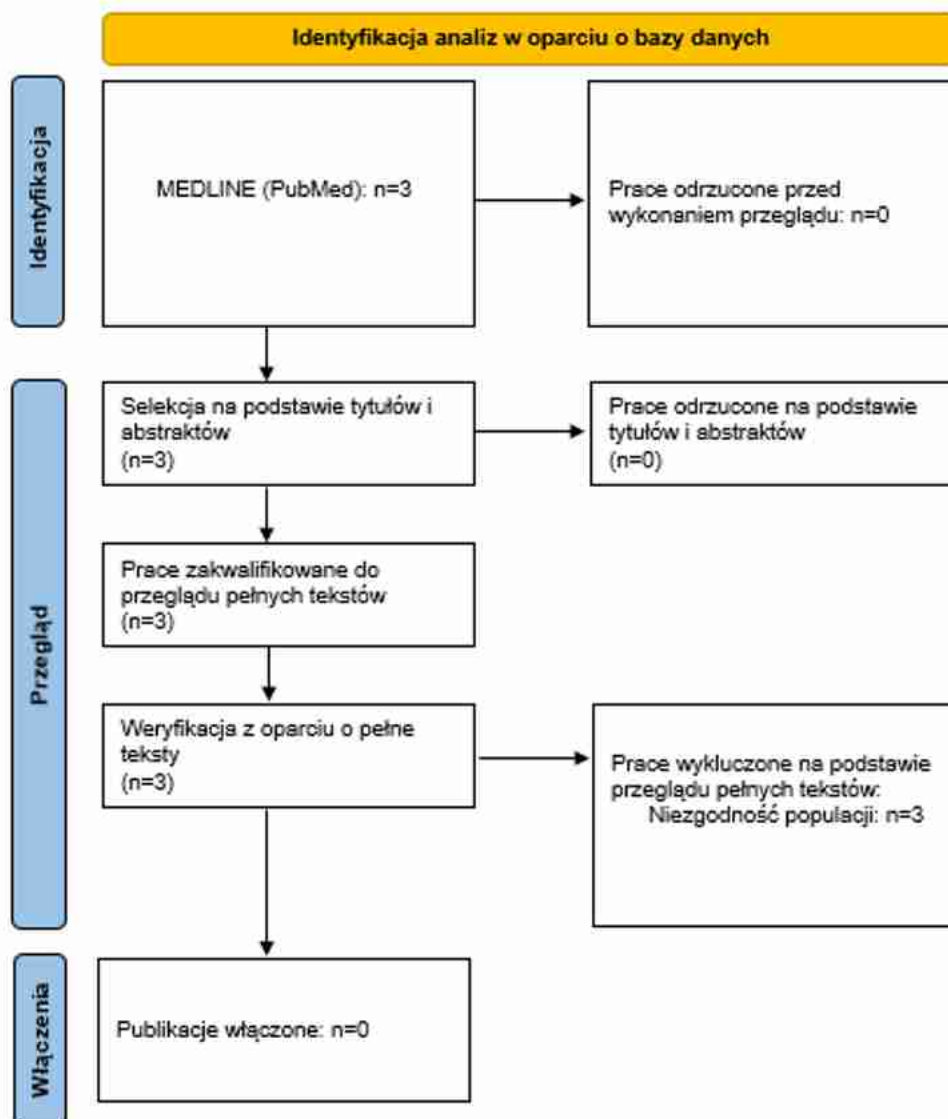 Identyfikacja analiz w oparciu o bazy danych
Identyfikacja
MEDLINE (PubMed): n=3
Prace odrzucone przed
wykonaniem przeglądu: n=0
Przegląd
Selekcja na podstawie tytułów i
abstraktów
(n=3)
Prace odrzucone na podstawie
tytułów i abstraktów
(n=0)
Prace zakwalifikowane do
przeglądu pełnych tekstów
(n=3)
Weryfikacja z oparciu o pełne
teksty
(n=3)
Prace wykluczone na podstawie
przeglądu pełnych tekstów:
Niezgodność populacji: n=3
Włączenia
Publikacje włączone: n=0